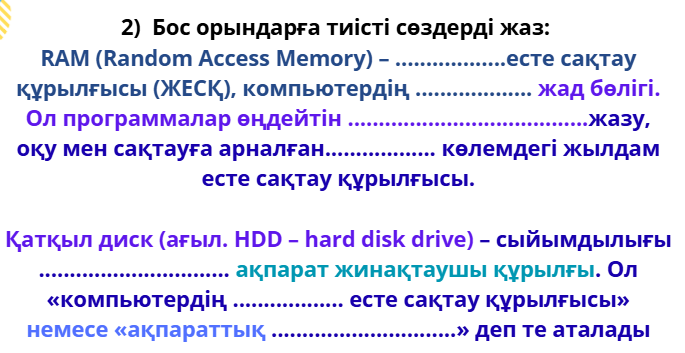 2) Бос орындарға тиісті сөздерді жаз:
RAM (Random Access Memory) – ..................есте сақтау
құрылғысы (ЖЕСҚ), компьютердің ................... жад бөлігі.
Ол программалар өңдейтін .......................................жазу,
оқу мен сақтауға арналған.................. көлемдегі жылдам
есте сақтау құрылғысы.
Қатқыл диск (ағыл. HDD – hard disk drive) – сыйымдылығы
............................... ақпарат жинақтаушы құрылғы. Ол
«компьютердің .................. есте сақтау құрылғысы»
немесе «ақпараттық ..............................» деп те аталады